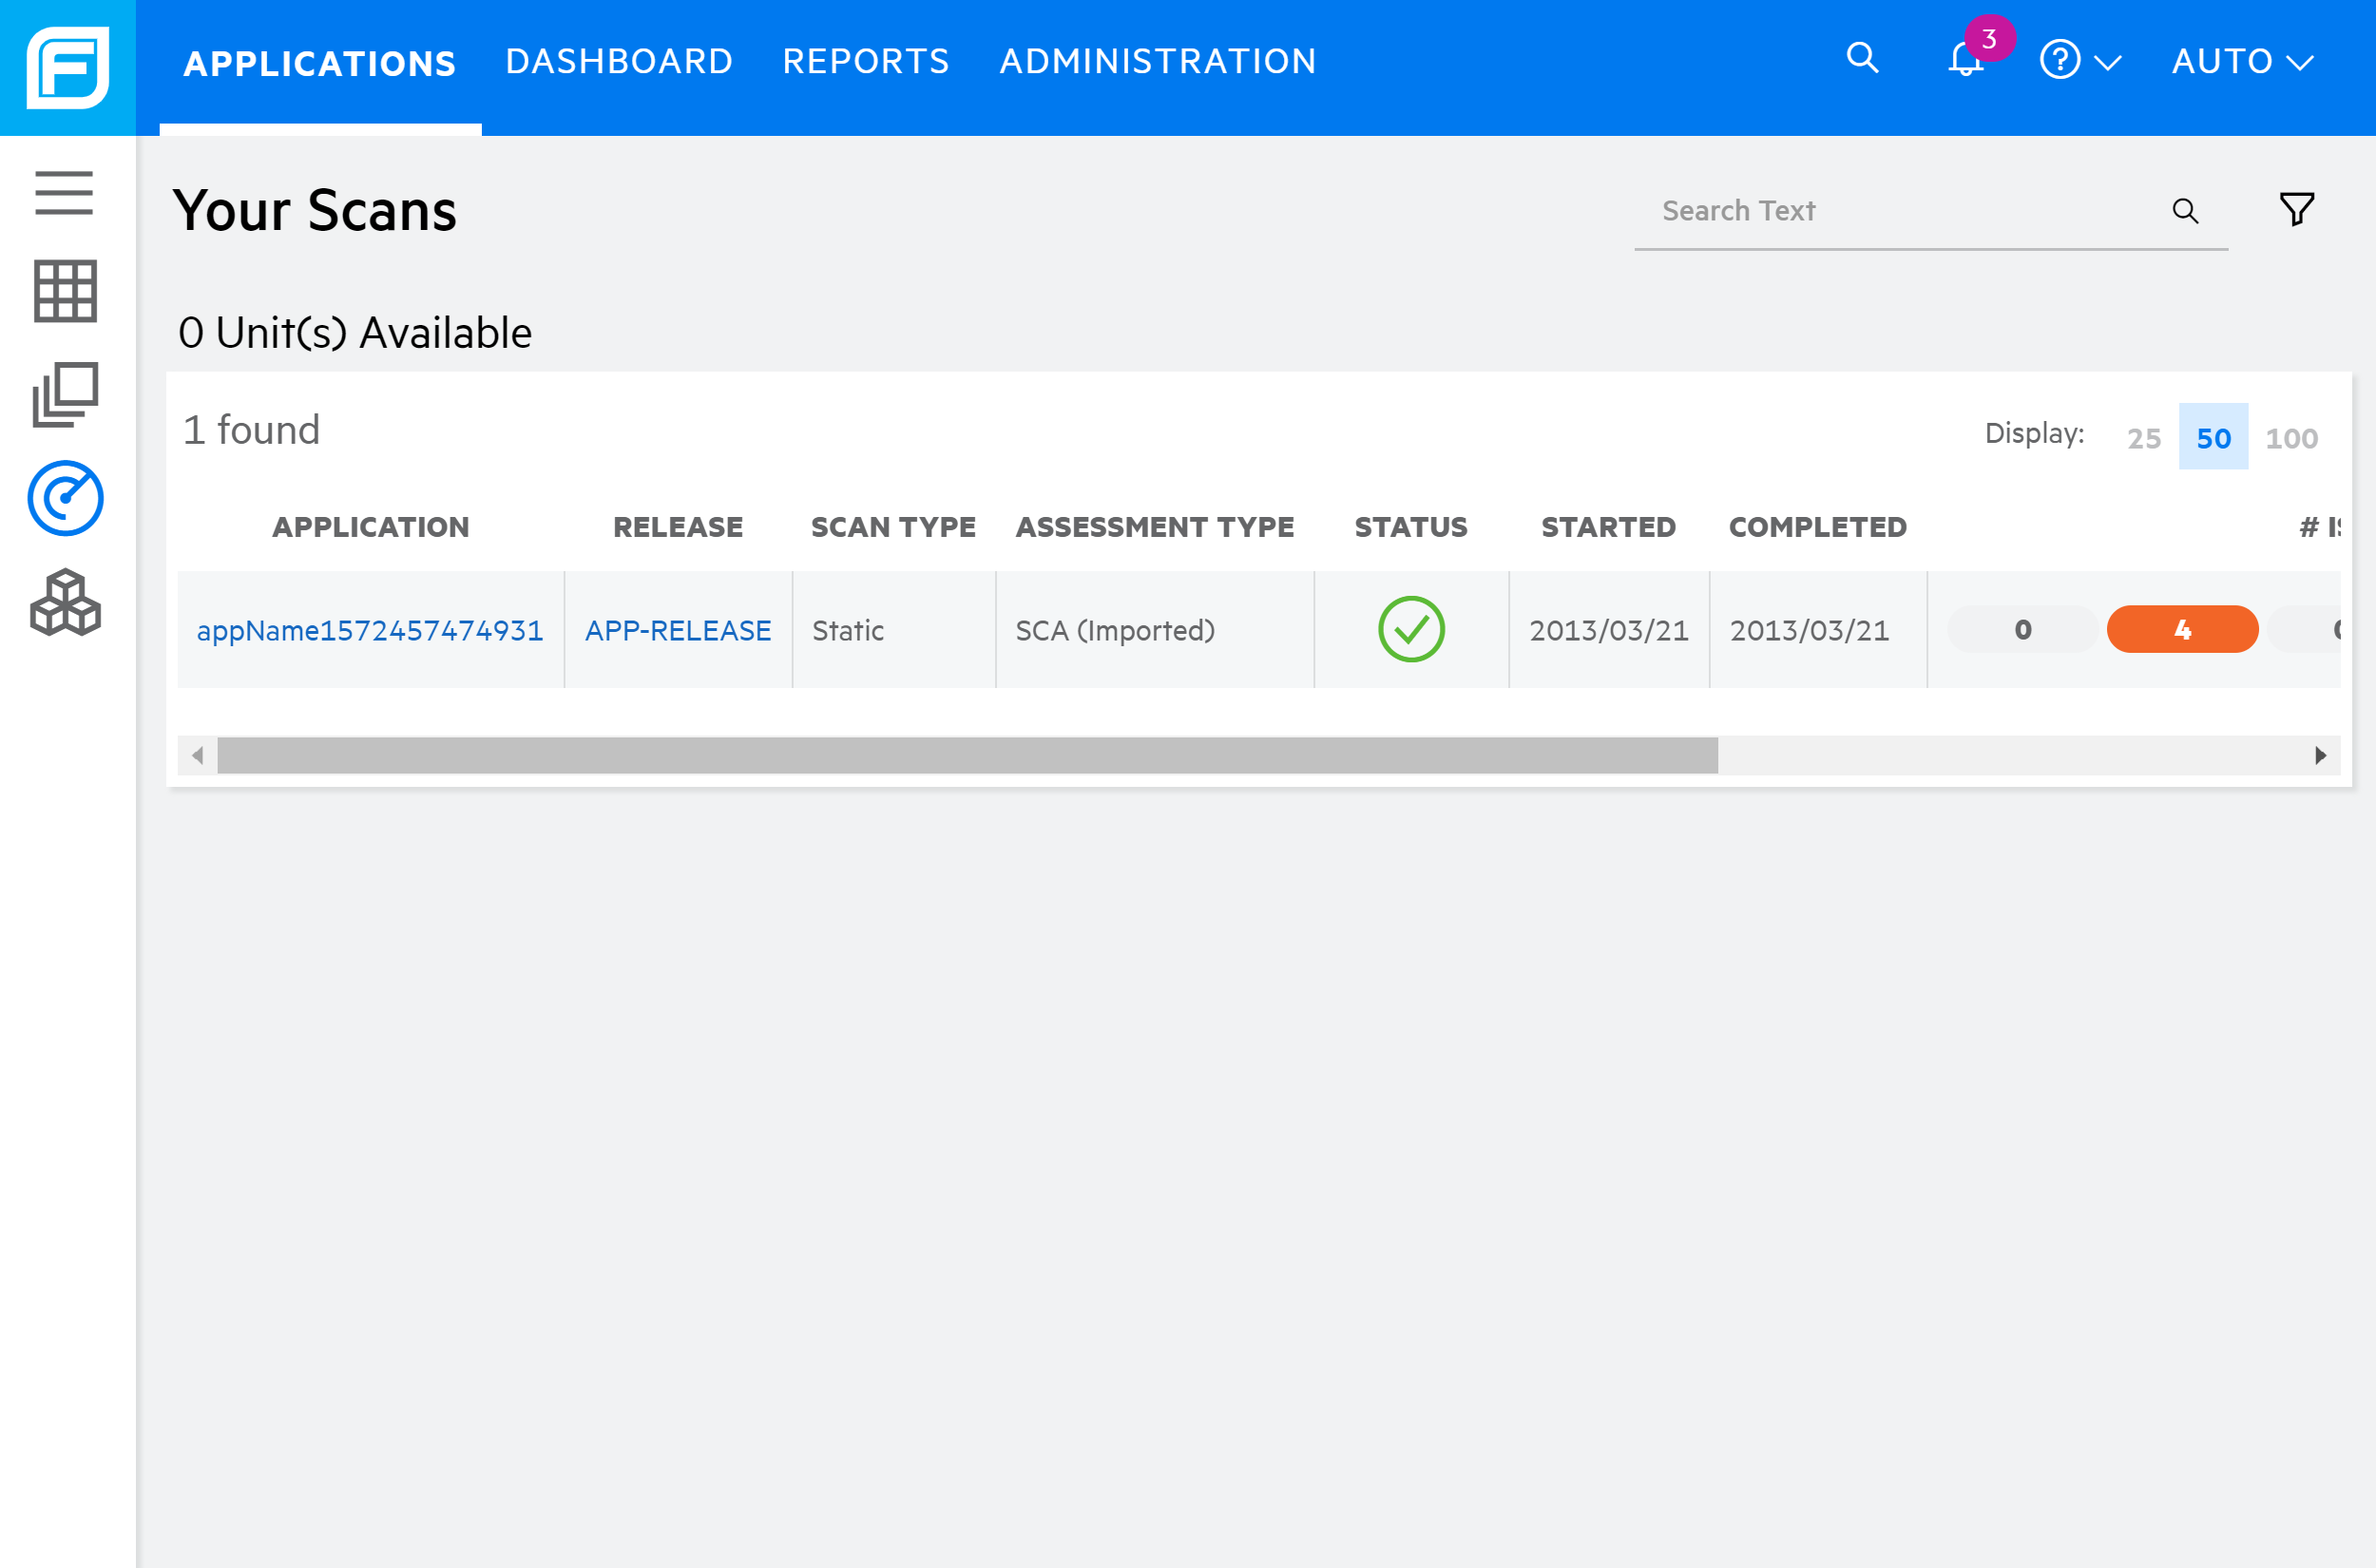 APPLICATIONS DASHBOARD REPORTS ADMINISTRATION 3 ? AUTO
Your Scans
Search Text
0 Unit(s) Available
1 found
Display: 25 50 100
APPLICATION RELEASE SCAN TYPE ASSESSMENT TYPE STATUS STARTED COMPLETED #
appName1572457474931 APP-RELEASE Static SCA (Imported) 2013/03/21 2013/03/21 0 4